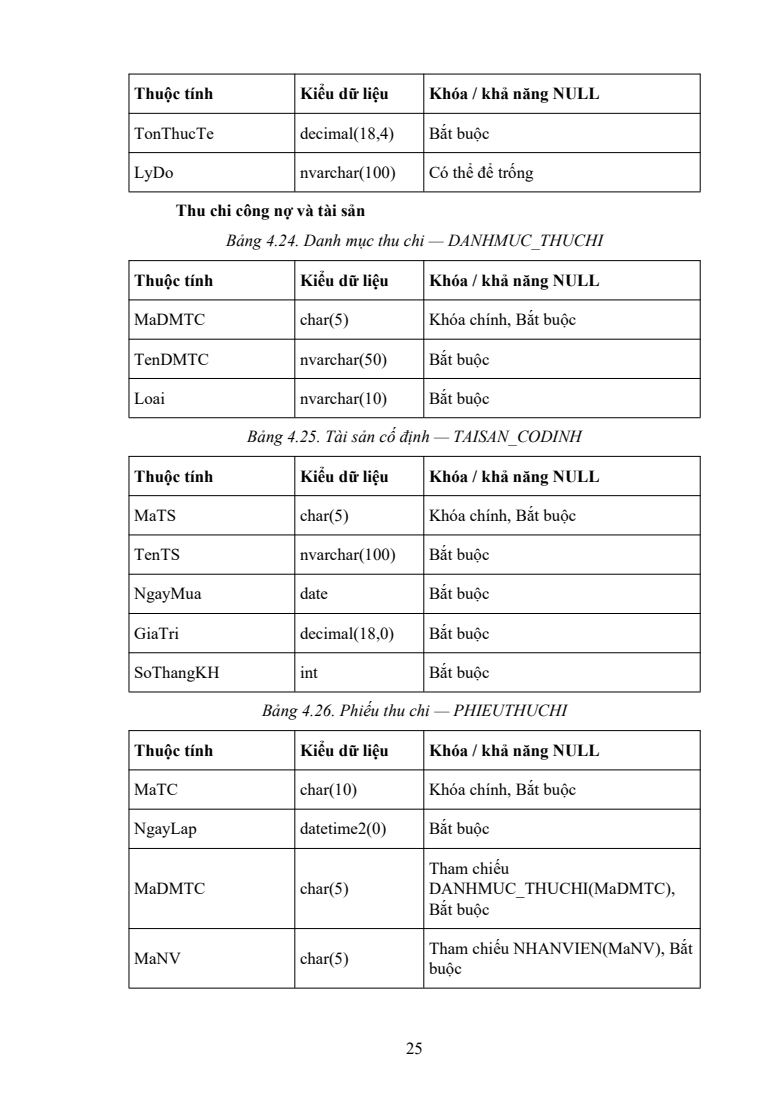 Thuộc tính Kiểu dữ liệu Khóa / khả năng NULL
TonThucTe decimal(18,4) Bắt buộc
LyDo nvarchar(100) Có thể để trống
Thu chi công nợ và tài sản
Bảng 4.24. Danh mục thu chi — DANHMUC_THUCHI
Thuộc tính Kiểu dữ liệu Khóa / khả năng NULL
MaDMTC char(5) Khóa chính, Bắt buộc
TenDMTC nvarchar(50) Bắt buộc
Loai nvarchar(10) Bắt buộc
Bảng 4.25. Tài sản cố định — TAISAN_CODINH
Thuộc tính Kiểu dữ liệu Khóa / khả năng NULL
MaTS char(5) Khóa chính, Bắt buộc
TenTS nvarchar(100) Bắt buộc
NgayMua date Bắt buộc
GiaTri decimal(18,0) Bắt buộc
SoThangKH int Bắt buộc
Bảng 4.26. Phiếu thu chi — PHIEUTHUCHI
Thuộc tính Kiểu dữ liệu Khóa / khả năng NULL
MaTC char(10) Khóa chính, Bắt buộc
NgayLap datetime2(0) Bắt buộc
MaDMTC char(5) Tham chiếu
DANHMUC_THUCHI(MaDMTC),
Bắt buộc
MaNV char(5) Tham chiếu NHANVIEN(MaNV), Bắt
buộc
25